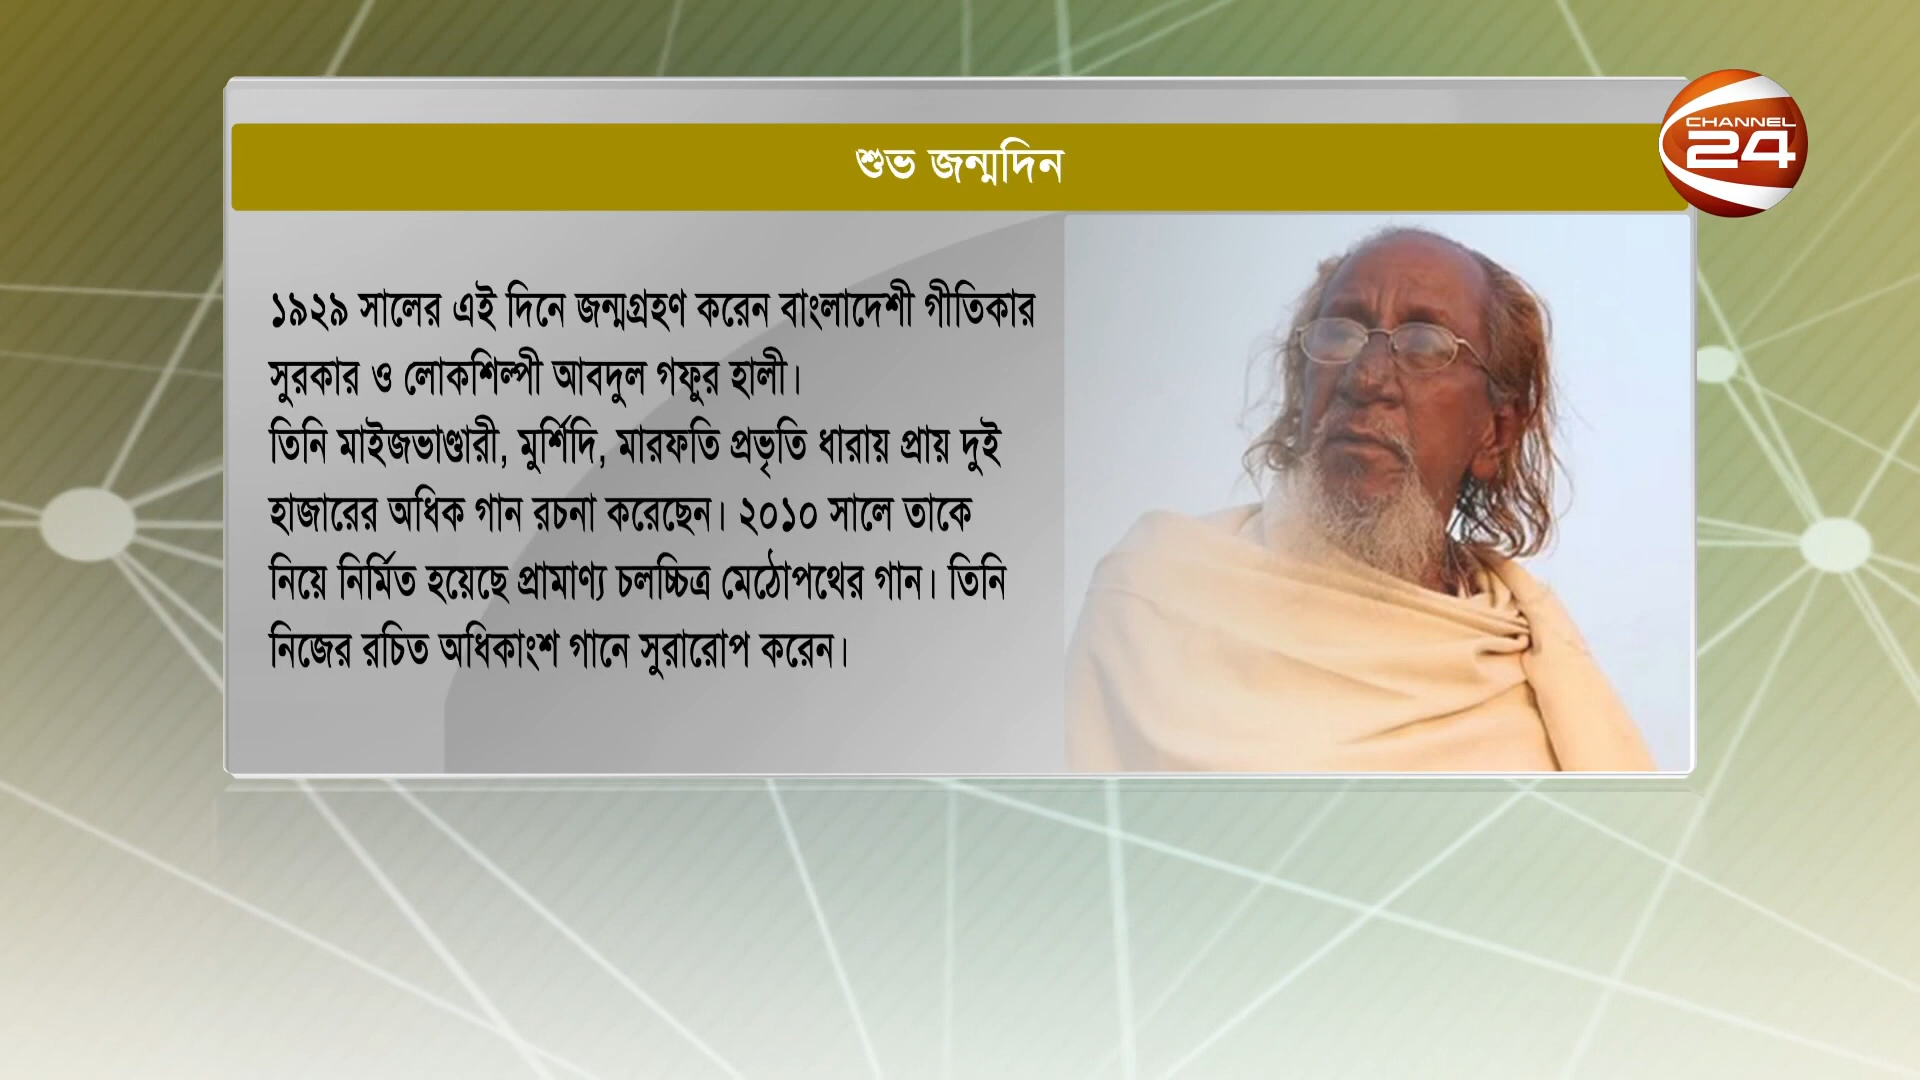 শুভ জন্মদিন
CHANNEL
24
১৯২৯ সালের এই দিনে জন্মগ্রহণ করেন বাংলাদেশী গীতিকার
সুরকার ও লোকশিল্পী আবদুল গফুর হালী।
তিনি মাইজভাণ্ডারী, মুর্শিদি, মারফতি প্রভৃতি ধারায় প্রায় দুই
হাজারের অধিক গান রচনা করেছেন। ২০১০ সালে তাকে
নিয়ে নির্মিত হয়েছে প্রামাণ্য চলচ্চিত্র মেঠোপথের গান। তিনি
নিজের রচিত অধিকাংশ গানে সুরারোপ করেন।